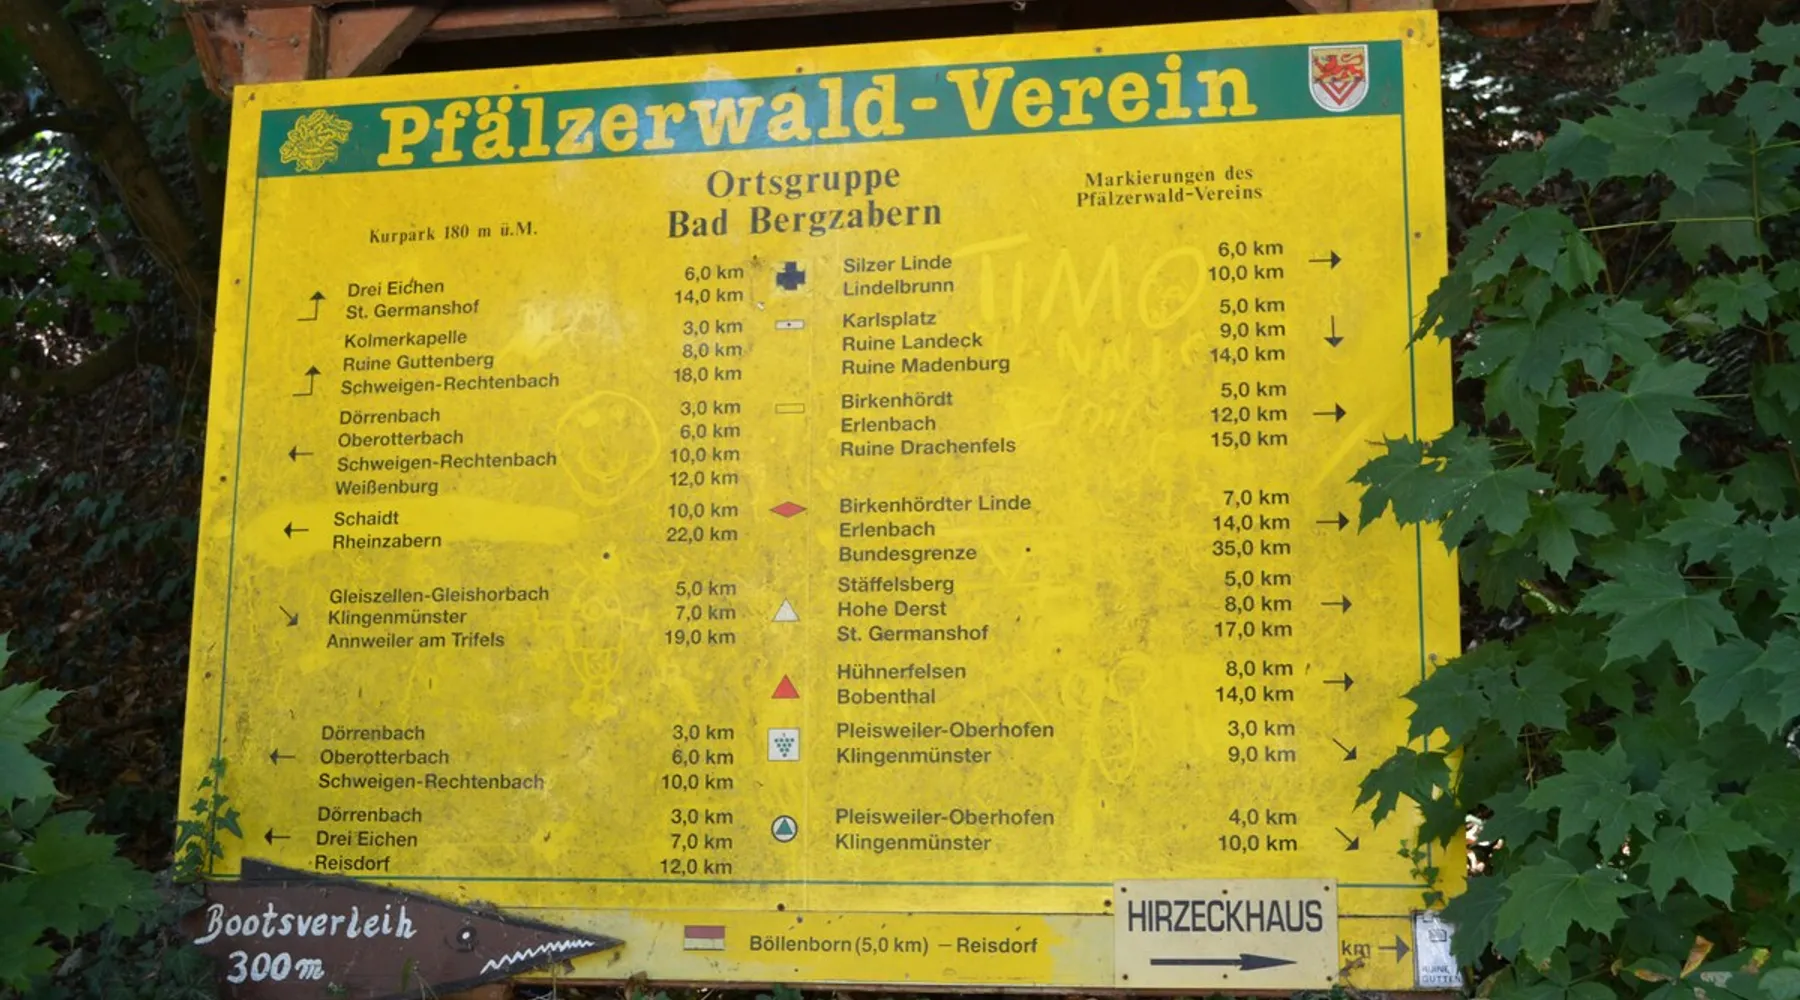 Pfälzerwald-Verein
Ortsgruppe
Bad Bergzabern
Markierungen des
Pfälzerwald-Vereins
Kurpark 180 m ü.M.
Drei Eichen 6,0 km
St. Germanshof 14,0 km
Kolmerkapelle 3,0 km
Ruine Guttenberg 8,0 km
Schweigen-Rechtenbach 18,0 km
Dörrenbach 3,0 km
Oberotterbach 6,0 km
Schweigen-Rechtenbach 10,0 km
Weißenburg 12,0 km
Schaidt 10,0 km
Rheinzabern 22,0 km
Gleiszellen-Gleishorbach 5,0 km
Klingenmünster 7,0 km
Annweiler am Trifels 19,0 km
Dörrenbach 3,0 km
Oberotterbach 6,0 km
Schweigen-Rechtenbach 10,0 km
Dörrenbach 3,0 km
Drei Eichen 7,0 km
Reisdorf 12,0 km
Silzer Linde 6,0 km
Lindelbrunn 10,0 km
Karlsplatz 5,0 km
Ruine Landeck 9,0 km
Ruine Madenburg 14,0 km
Birkenhördt 5,0 km
Erlenbach 12,0 km
Ruine Drachenfels 15,0 km
Birkenhördter Linde 7,0 km
Erlenbach 14,0 km
Bundesgrenze 35,0 km
Stäffelsberg 5,0 km
Hohe Derst 8,0 km
St. Germanshof 17,0 km
Hühnerfelsen 8,0 km
Bobenthal 14,0 km
Pleisweiler-Oberhofen 3,0 km
Klingenmünster 9,0 km
Pleisweiler-Oberhofen 4,0 km
Klingenmünster 10,0 km
TIMO
Bootsverleih
300m
Böllenborn (5,0 km) – Reisdorf
HIRZECKHAUS
km
RUINE